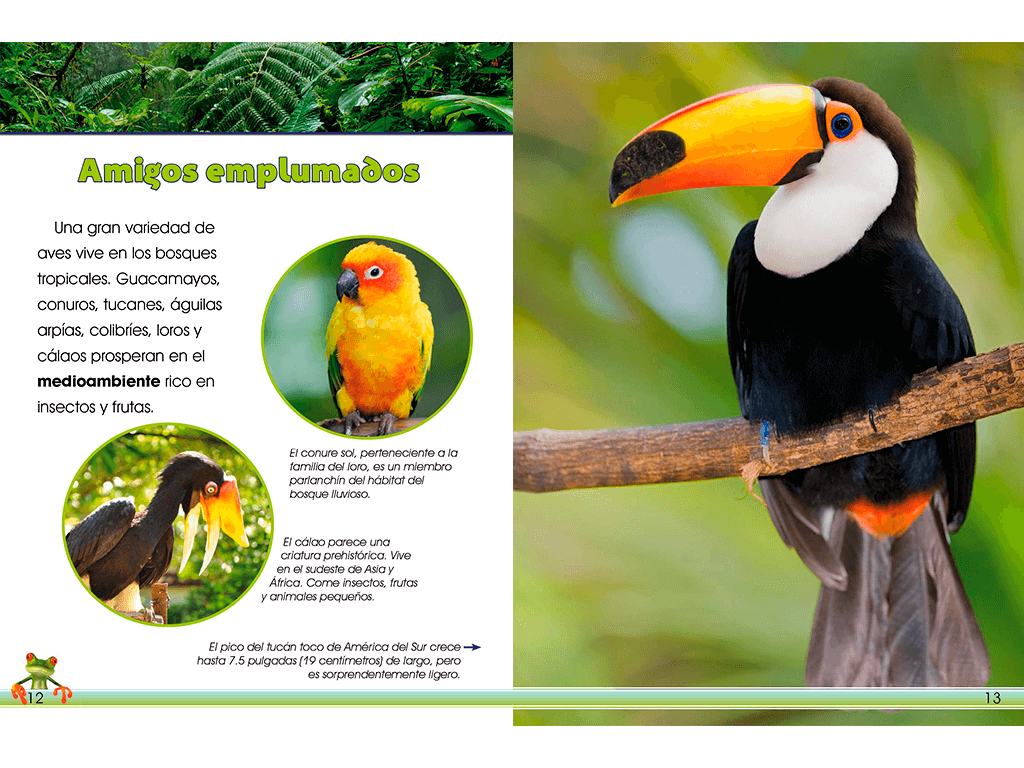 Amigos emplumados
Una gran variedad de
aves vive en los bosques
tropicales. Guacamayos,
conuros, tucanes, águilas
arpías, colibríes, loros y
cálaos prosperan en el
medioambiente rico en
insectos y frutas.
El conure sol, perteneciente a la
familia del loro, es un miembro
parlanchín del hábitat del
bosque lluvioso.
El cálao parece una
criatura prehistórica. Vive
en el sudeste de Asia y
África. Come insectos, frutas
y animales pequeños.
El pico del tucán toco de América del Sur crece
hasta 7.5 pulgadas (19 centímetros) de largo, pero
es sorprendentemente ligero.
12
13